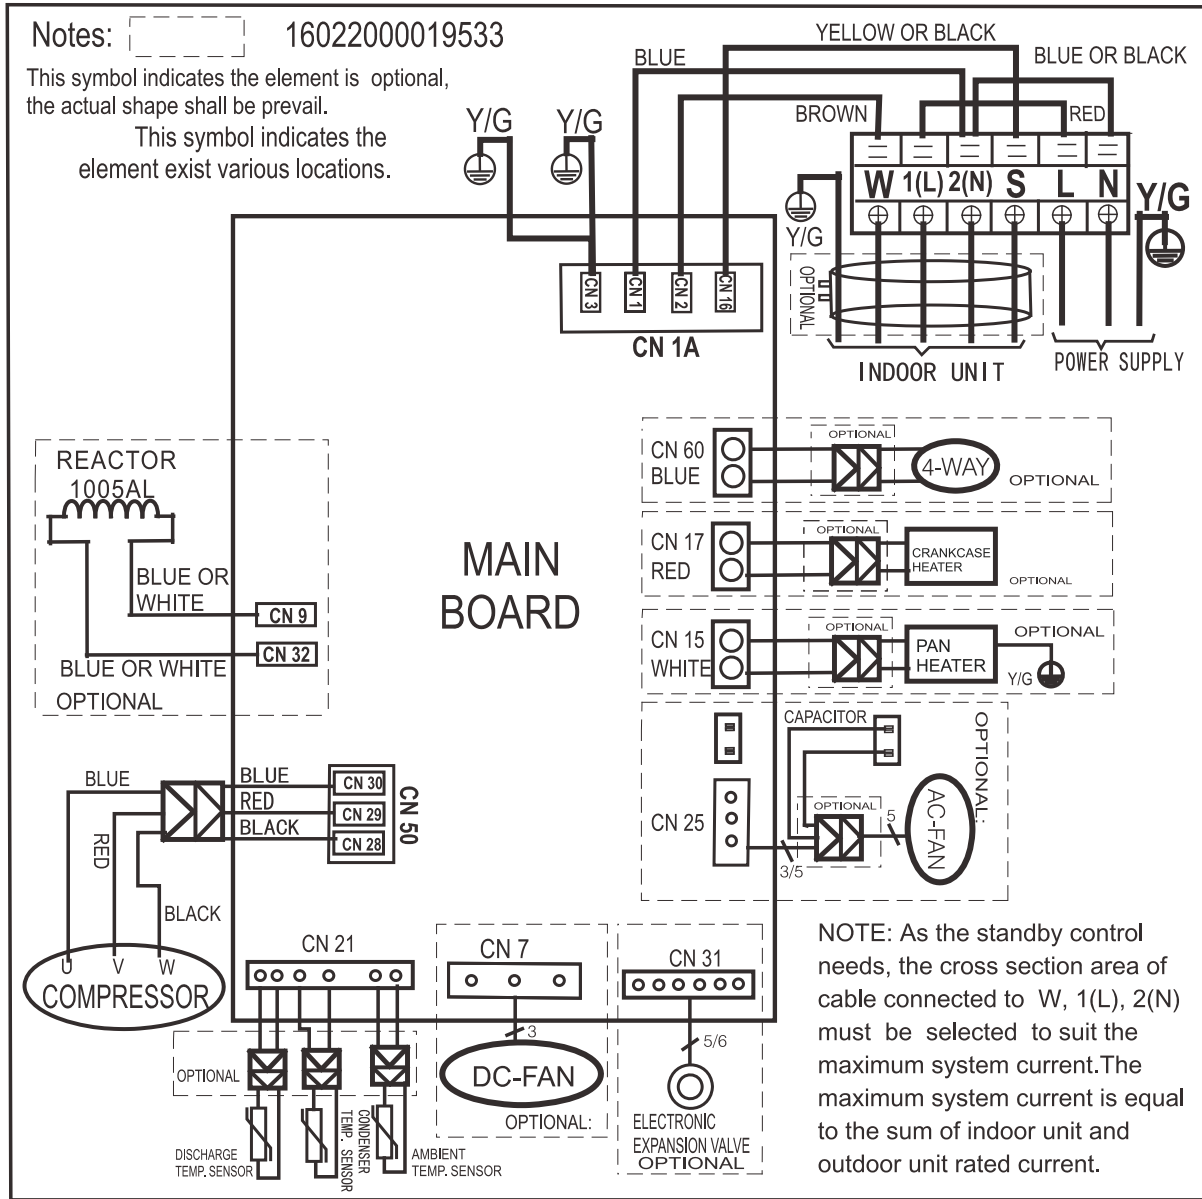 Notes:
16022000019533
This symbol indicates the element is optional,
the actual shape shall be prevail.
This symbol indicates the
element exist various locations.
YELLOW OR BLACK
BLUE
BLUE OR BLACK
BROWN
RED
Y/G
Y/G
W 1(L) 2(N) S L N
Y/G
Y/G
OPTIONAL
INDOOR UNIT
POWER SUPPLY
CN 3
CN 1
CN 2
CN 16
CN 1A
MAIN
BOARD
REACTOR
1005AL
BLUE OR
WHITE
CN 9
CN 32
BLUE OR WHITE
OPTIONAL
CN 60
BLUE
OPTIONAL
4-WAY
OPTIONAL
CN 17
RED
OPTIONAL
CRANKCASE
HEATER
OPTIONAL
CN 15
WHITE
OPTIONAL
PAN
HEATER
OPTIONAL
Y/G
CAPACITOR
OPTIONAL:
CN 25
OPTIONAL
3/5
5
AC-FAN
BLUE
RED
BLACK
BLUE
RED
BLACK
CN 30
CN 29
CN 28
CN 50
U V W
COMPRESSOR
CN 21
OPTIONAL
DISCHARGE
TEMP. SENSOR
CONDENSER
TEMP. SENSOR
AMBIENT
TEMP. SENSOR
CN 7
3
DC-FAN
OPTIONAL:
CN 31
5/6
ELECTRONIC
EXPANSION VALVE
OPTIONAL
NOTE: As the standby control
needs, the cross section area of
cable connected to W, 1(L), 2(N)
must be selected to suit the
maximum system current.The
maximum system current is equal
to the sum of indoor unit and
outdoor unit rated current.